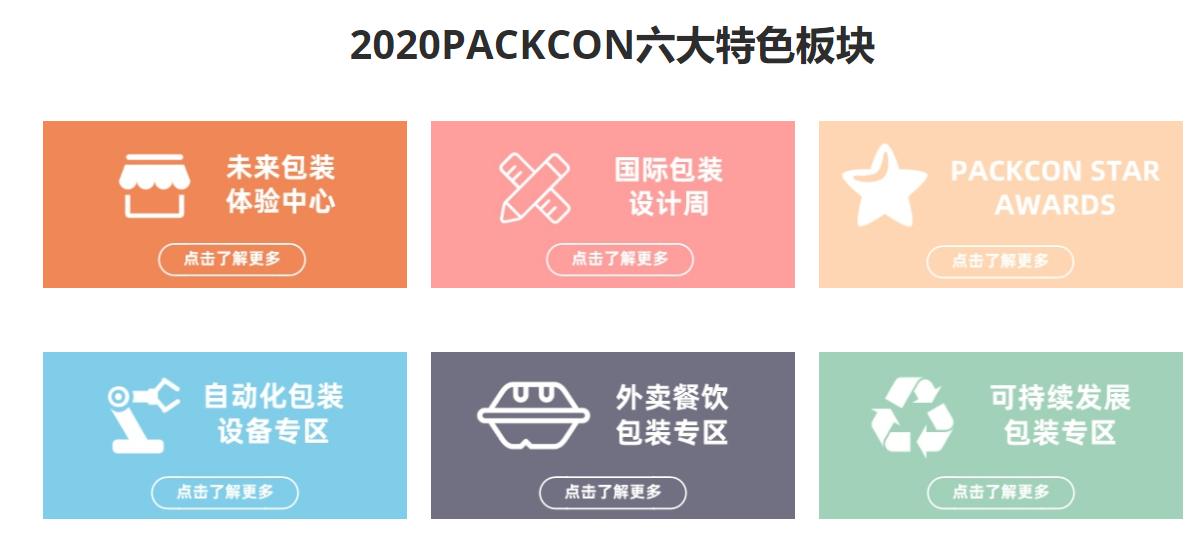 2020PACKCON六大特色板块
未来包装
体验中心
点击了解更多
国际包装
设计周
点击了解更多
PACKCON STAR
AWARDS
点击了解更多
自动化包装
设备专区
点击了解更多
外卖餐饮
包装专区
点击了解更多
可持续发展
包装专区
点击了解更多